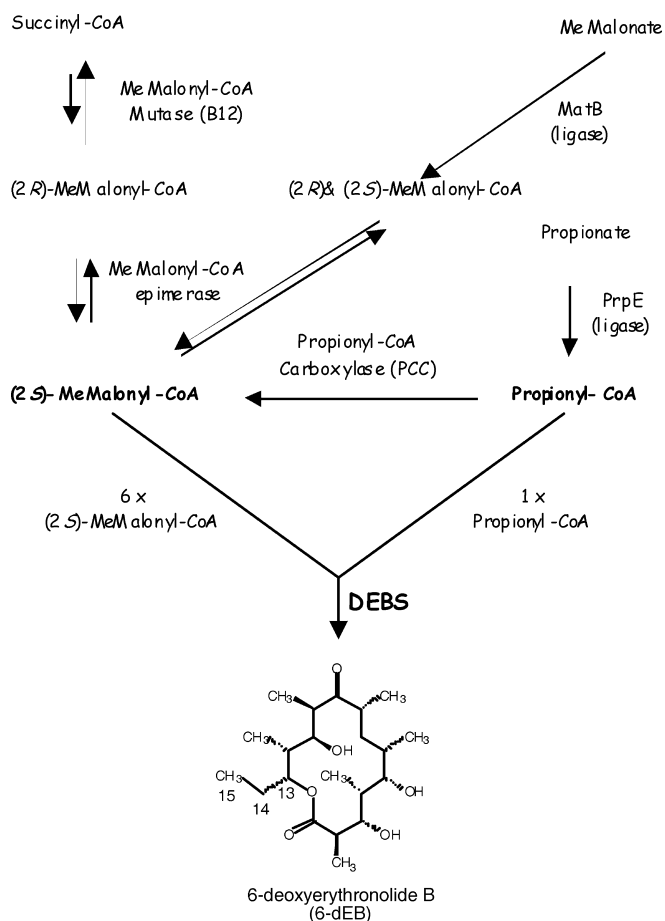 Succinyl-CoA
MeMalonate
MeMalonyl-CoA
Mutase (B12)
MatB
(ligase)
(2R)-MeMalonyl-CoA
(2R)& (2S)-MeMalonyl-CoA
Propionate
MeMalonyl-CoA
epimerase
PrpE
(ligase)
Propionyl-CoA
Carboxylase (PCC)
(2S)-MeMalonyl-CoA
Propionyl-CoA
6 x
(2S)-MeMalonyl-CoA
1 x
Propionyl-CoA
DEBS
O
CH3
CH3
CH3
OH
CH3
CH3
CH3
15
14
13
O
OH
O
OH
CH3
6-deoxyerythronolide B
(6-dEB)